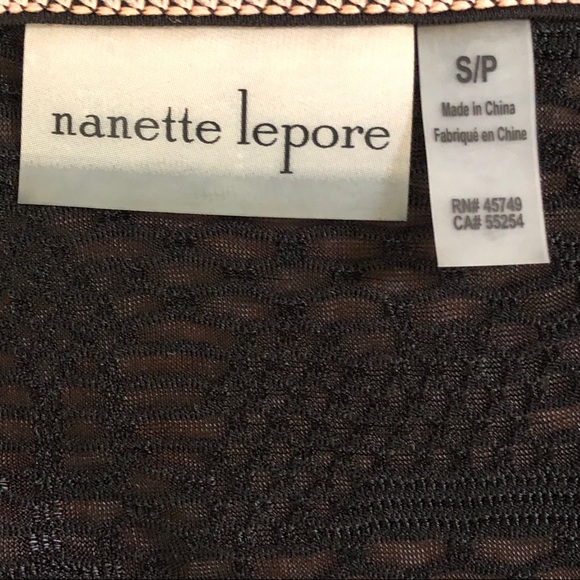 nanette lepore
S/P
Made in China
Fabriqué en Chine
RN# 45749
CA# 55254